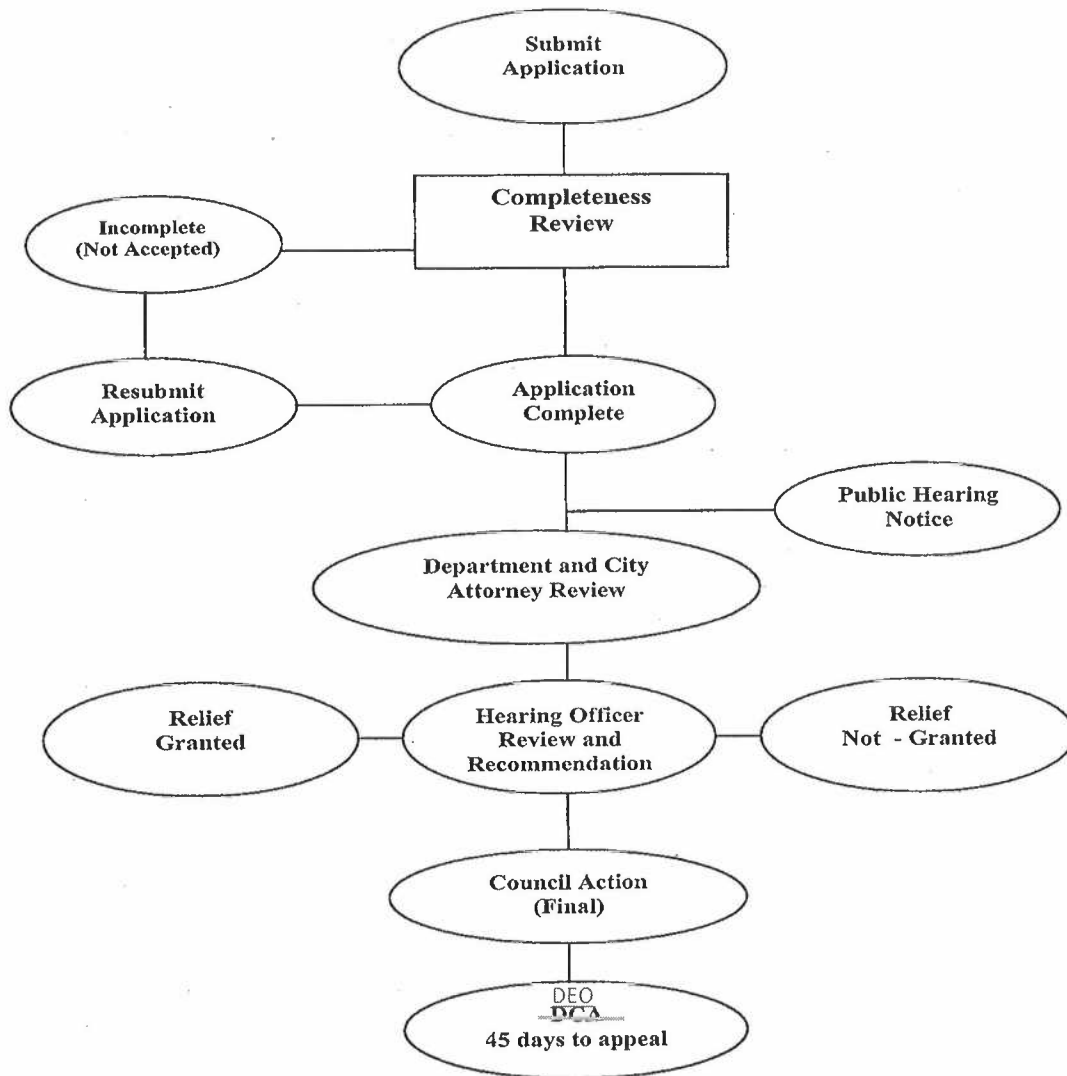 Submit
Application
Completeness
Review
Incomplete
(Not Accepted)
Resubmit
Application
Application
Complete
Public Hearing
Notice
Department and City
Attorney Review
Relief
Granted
Hearing Officer
Review and
Recommendation
Relief
Not - Granted
Council Action
(Final)
DEO
DCA
45 days to appeal